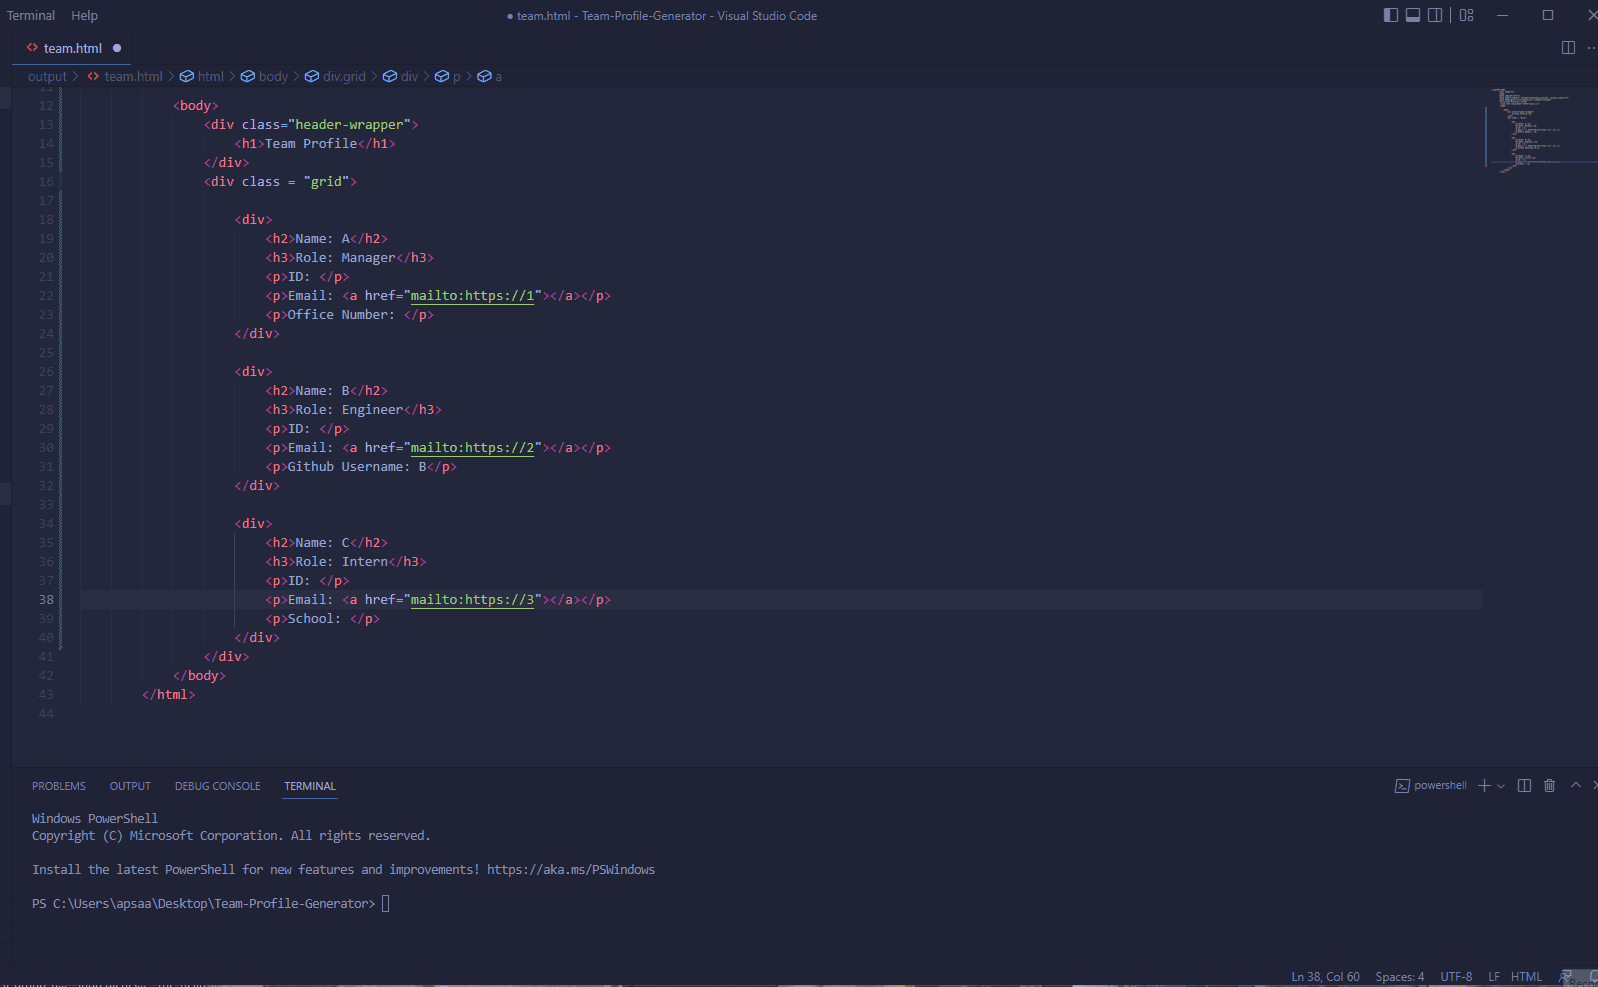 Terminal Help ● team.html - Team-Profile-Generator - Visual Studio Code
team.html
output > team.html > html > body > div.grid > div > p > a
11
12 <body>
13 <div class="header-wrapper">
14 <h1>Team Profile</h1>
15 </div>
16 <div class = "grid">
17
18 <div>
19 <h2>Name: A</h2>
20 <h3>Role: Manager</h3>
21 <p>ID: </p>
22 <p>Email: <a href="mailto:https://1"></a></p>
23 <p>Office Number: </p>
24 </div>
25
26 <div>
27 <h2>Name: B</h2>
28 <h3>Role: Engineer</h3>
29 <p>ID: </p>
30 <p>Email: <a href="mailto:https://2"></a></p>
31 <p>Github Username: B</p>
32 </div>
33
34 <div>
35 <h2>Name: C</h2>
36 <h3>Role: Intern</h3>
37 <p>ID: </p>
38 <p>Email: <a href="mailto:https://3"></a></p>
39 <p>School: </p>
40 </div>
41 </div>
42 </body>
43 </html>
44
PROBLEMS OUTPUT DEBUG CONSOLE TERMINAL powershell
Windows PowerShell
Copyright (C) Microsoft Corporation. All rights reserved.
Install the latest PowerShell for new features and improvements! https://aka.ms/PSWindows
PS C:\Users\apsaa\Desktop\Team-Profile-Generator>
Ln 38, Col 60 Spaces: 4 UTF-8 LF HTML